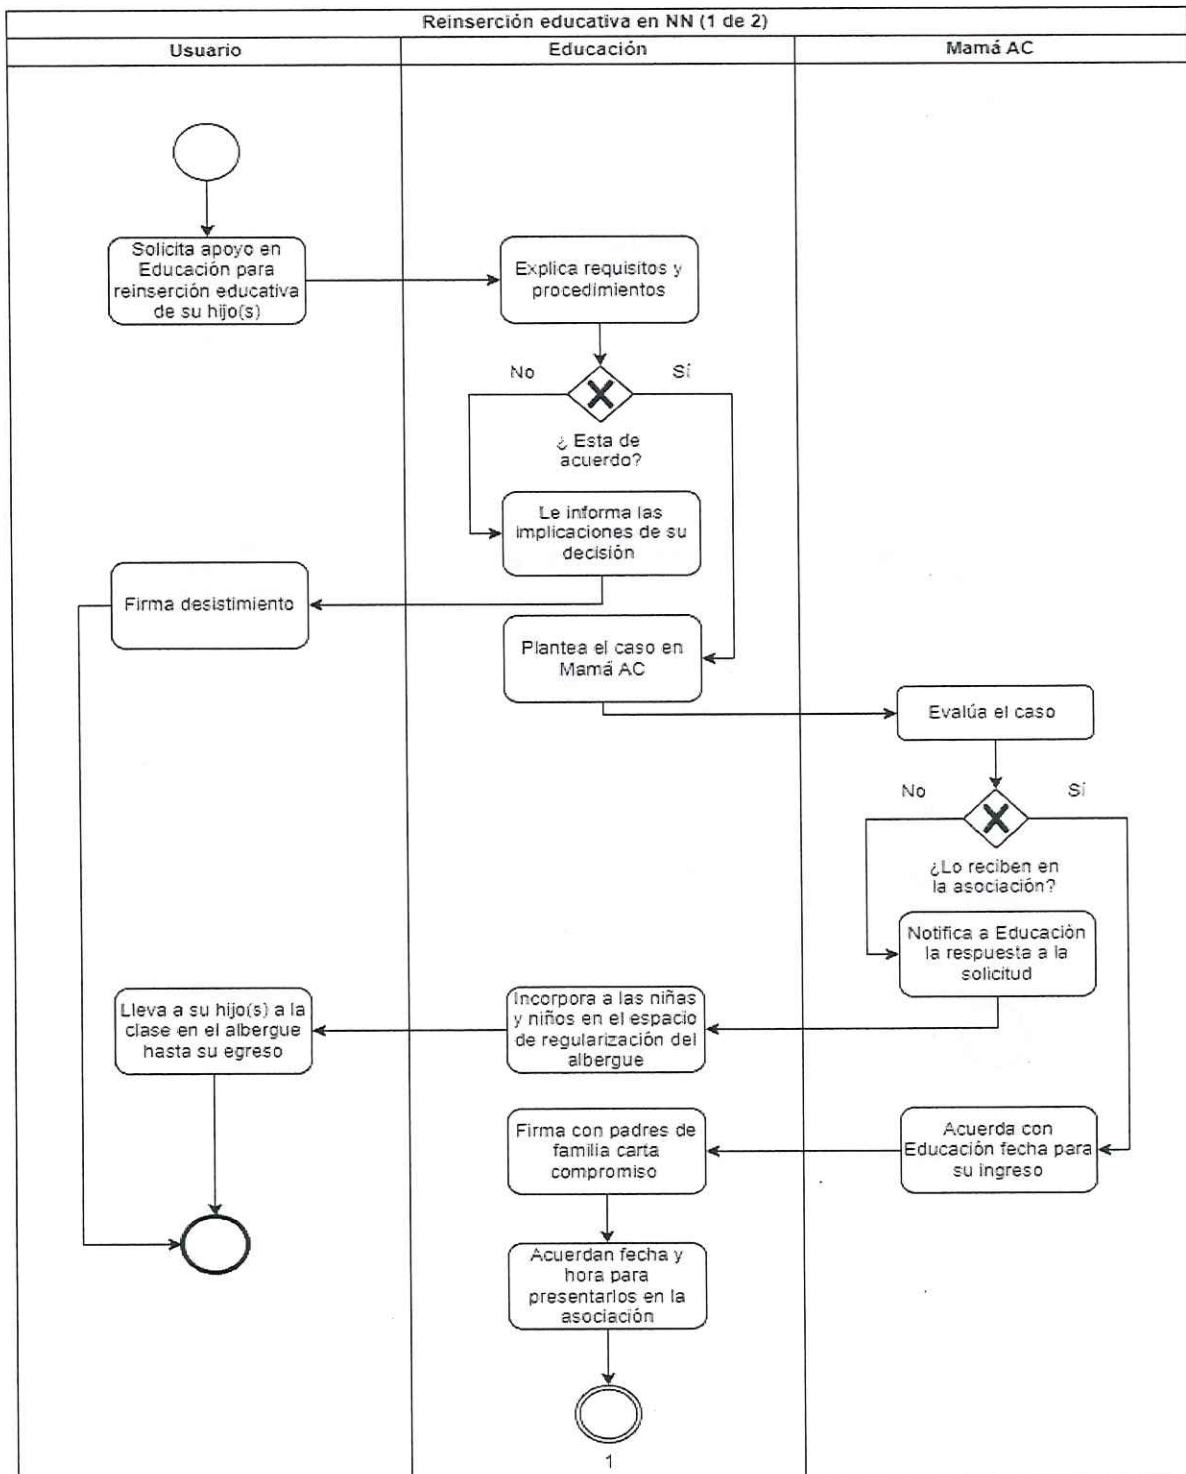 Reinserción educativa en NN (1 de 2)
Usuario
Educación
Mamá AC
Solicita apoyo en
Educación para
reinserción educativa
de su hijo(s)
Explica requisitos y
procedimientos
No
Sí
¿ Esta de
acuerdo?
Le informa las
implicaciones de su
decisión
Firma desistimiento
Plantea el caso en
Mamá AC
Evalúa el caso
No
Sí
¿Lo reciben en
la asociación?
Notifica a Educación
la respuesta a la
solicitud
Incorpora a las niñas
y niños en el espacio
de regularización del
albergue
Lleva a su hijo(s) a la
clase en el albergue
hasta su egreso
Acuerda con
Educación fecha para
su ingreso
Firma con padres de
familia carta
compromiso
Acuerdan fecha y
hora para
presentarlos en la
asociación
1